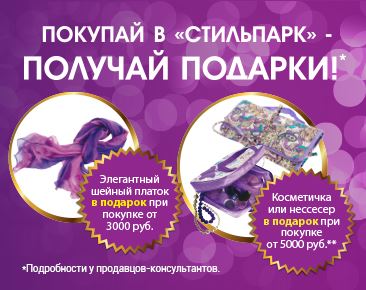 ПОКУПАЙ В «СТИЛЬПАРК» -
ПОЛУЧАЙ ПОДАРКИ!*
Элегантный
шейный платок
в подарок при
покупке от
3000 руб.
Косметичка
или нессесер
в подарок при
покупке
от 5000 руб.**
*Подробности у продавцов-консультантов.